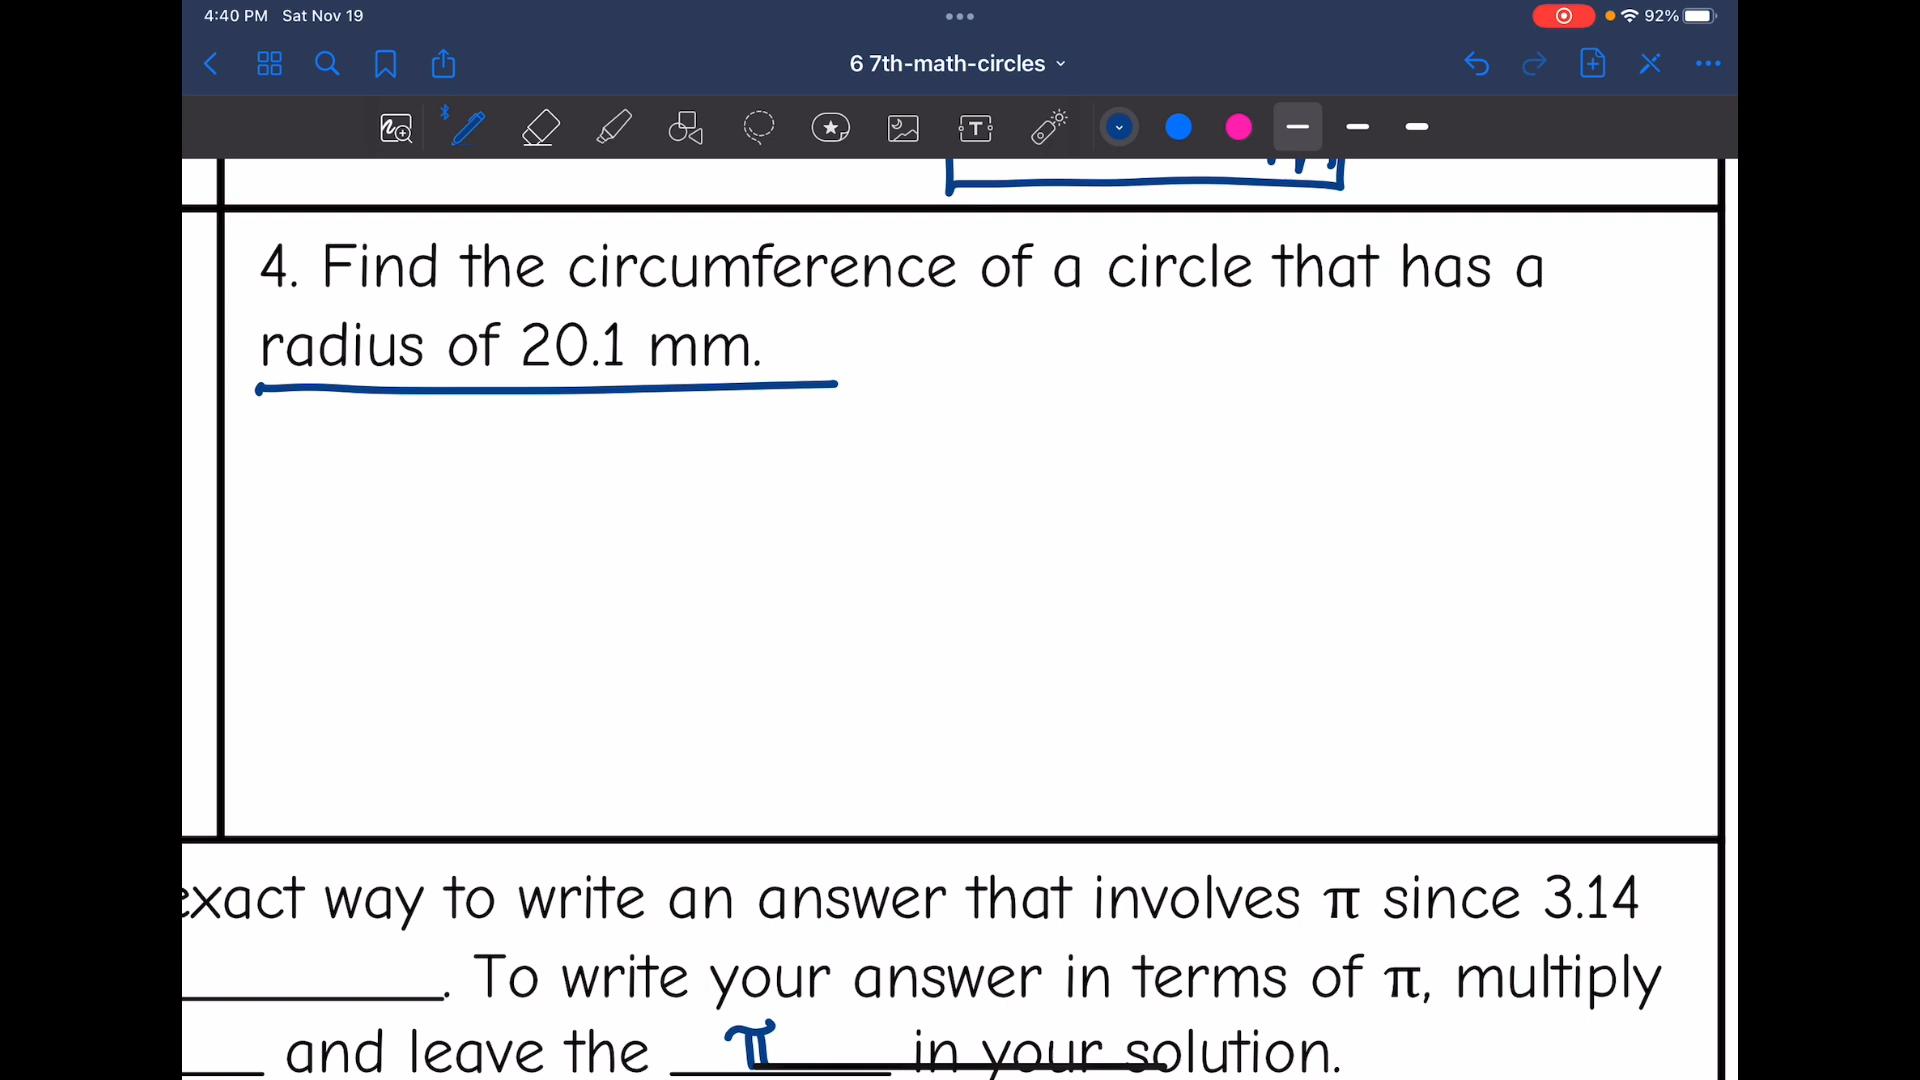 4:40 PM Sat Nov 19
92%
6 7th-math-circles
T
4. Find the circumference of a circle that has a
radius of 20.1 mm.
exact way to write an answer that involves π since 3.14
. To write your answer in terms of π, multiply
and leave the π in your solution.